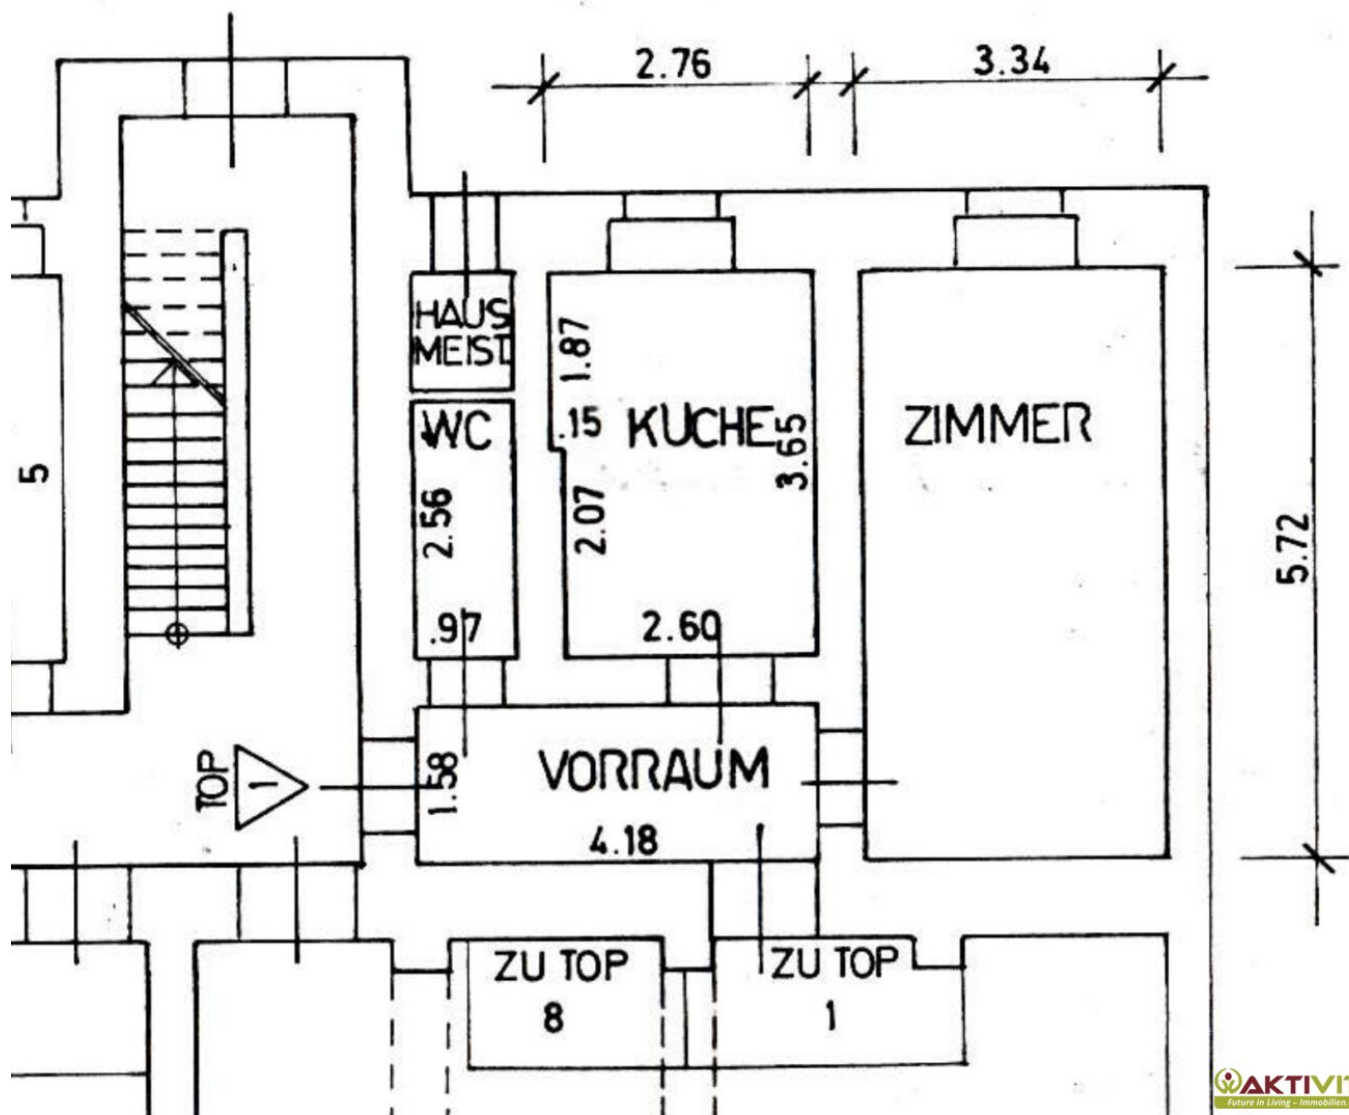 2.76
3.34
HAUS
MEIST
1.87
WC
.15
KUCHE
3.65
ZIMMER
5
2.56
2.07
5.72
.97
2.60
TOP
1
1.58
VORRAUM
4.18
ZU TOP
8
ZU TOP
1
AKTIVIT
Future in Living – Immobilien.